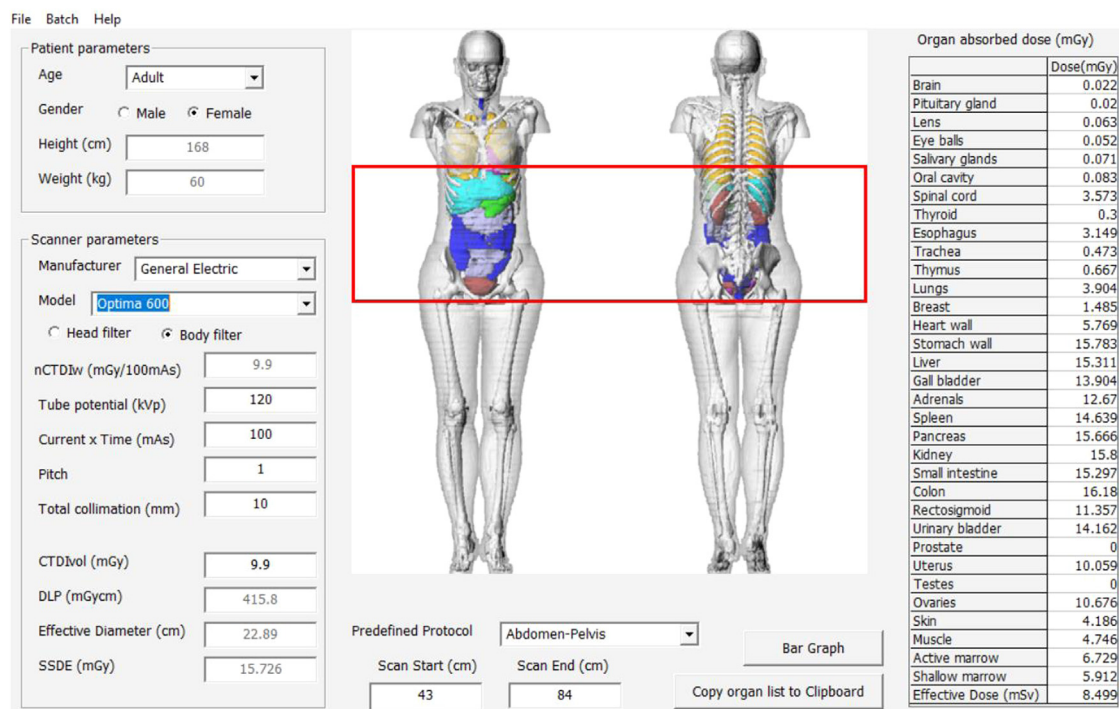 File Batch Help
Patient parameters
Age Adult
Gender Male Female
Height (cm) 168
Weight (kg) 60
Scanner parameters
Manufacturer General Electric
Model Optima 600
Head filter Body filter
nCTDIw (mGy/100mAs) 9.9
Tube potential (kVp) 120
Current x Time (mAs) 100
Pitch 1
Total collimation (mm) 10
CTDIvol (mGy) 9.9
DLP (mGycm) 415.8
Effective Diameter (cm) 22.89
SSDE (mGy) 15.726
Predefined Protocol Abdomen-Pelvis
Scan Start (cm) Scan End (cm)
43 84
Bar Graph
Copy organ list to Clipboard
Organ absorbed dose (mGy)
Dose(mGy)
Brain 0.022
Pituitary gland 0.02
Lens 0.063
Eye balls 0.052
Salivary glands 0.071
Oral cavity 0.083
Spinal cord 3.573
Thyroid 0.3
Esophagus 3.149
Trachea 0.473
Thymus 0.667
Lungs 3.904
Breast 1.485
Heart wall 5.769
Stomach wall 15.783
Liver 15.311
Gall bladder 13.904
Adrenals 12.67
Spleen 14.639
Pancreas 15.666
Kidney 15.8
Small intestine 15.297
Colon 16.18
Rectosigmoid 11.357
Urinary bladder 14.162
Prostate 0
Uterus 10.059
Testes 0
Ovaries 10.676
Skin 4.186
Muscle 4.746
Active marrow 6.729
Shallow marrow 5.912
Effective Dose (mSv) 8.499